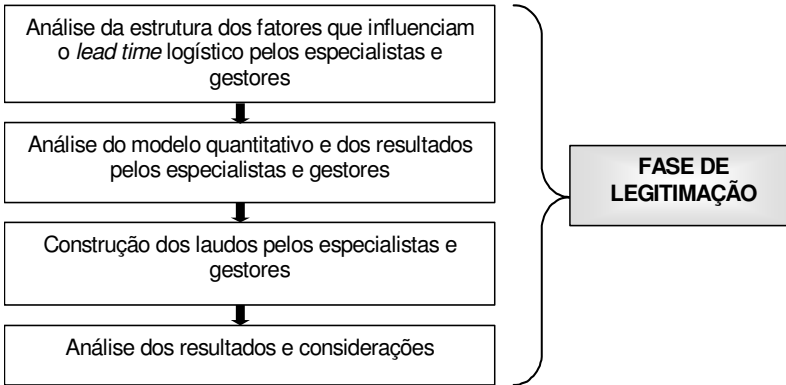 Análise da estrutura dos fatores que influenciam
o lead time logístico pelos especialistas e
gestores
Análise do modelo quantitativo e dos resultados
pelos especialistas e gestores
Construção dos laudos pelos especialistas e
gestores
Análise dos resultados e considerações
FASE DE
LEGITIMAÇÃO